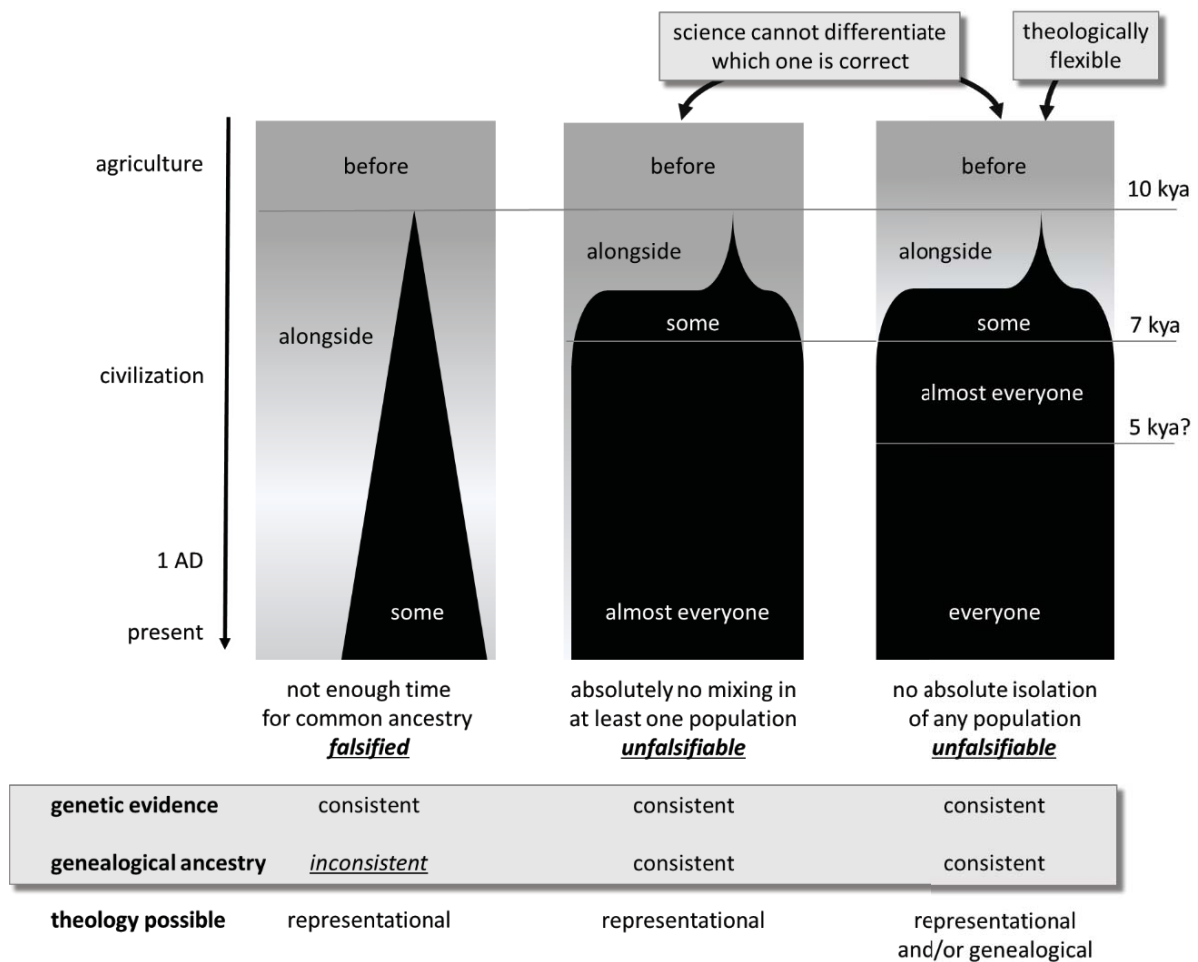 science cannot differentiate
which one is correct
theologically
flexible
agriculture
before
before
before
10 kya
alongside
alongside
some
some
7 kya
alongside
civilization
almost everyone
5 kya?
1 AD
some
almost everyone
everyone
present
not enough time
for common ancestry
falsified
absolutely no mixing in
at least one population
unfalsifiable
no absolute isolation
of any population
unfalsifiable
genetic evidence consistent consistent consistent
genealogical ancestry inconsistent consistent consistent
theology possible representational representational representational
and/or genealogical